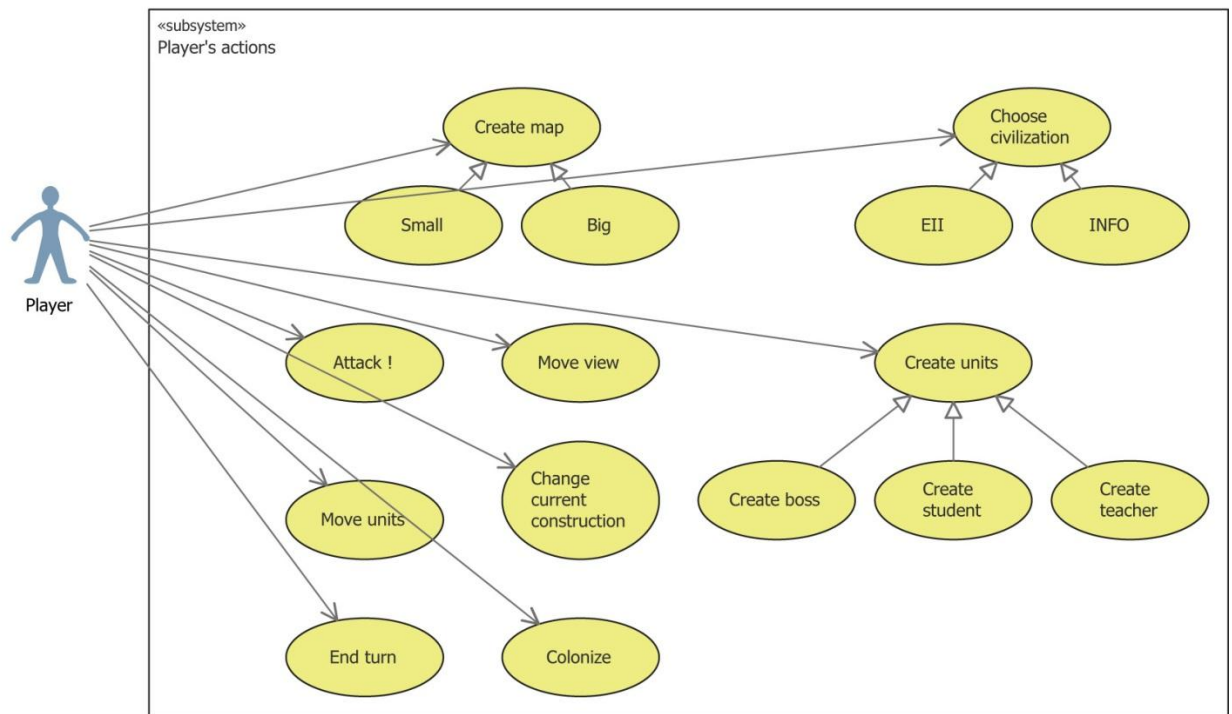 «subsystem»
Player's actions
Create map
Choose
civilization
Small
Big
EII
INFO
Player
Attack !
Move view
Create units
Change
current
construction
Create boss
Create
student
Create
teacher
Move units
End turn
Colonize